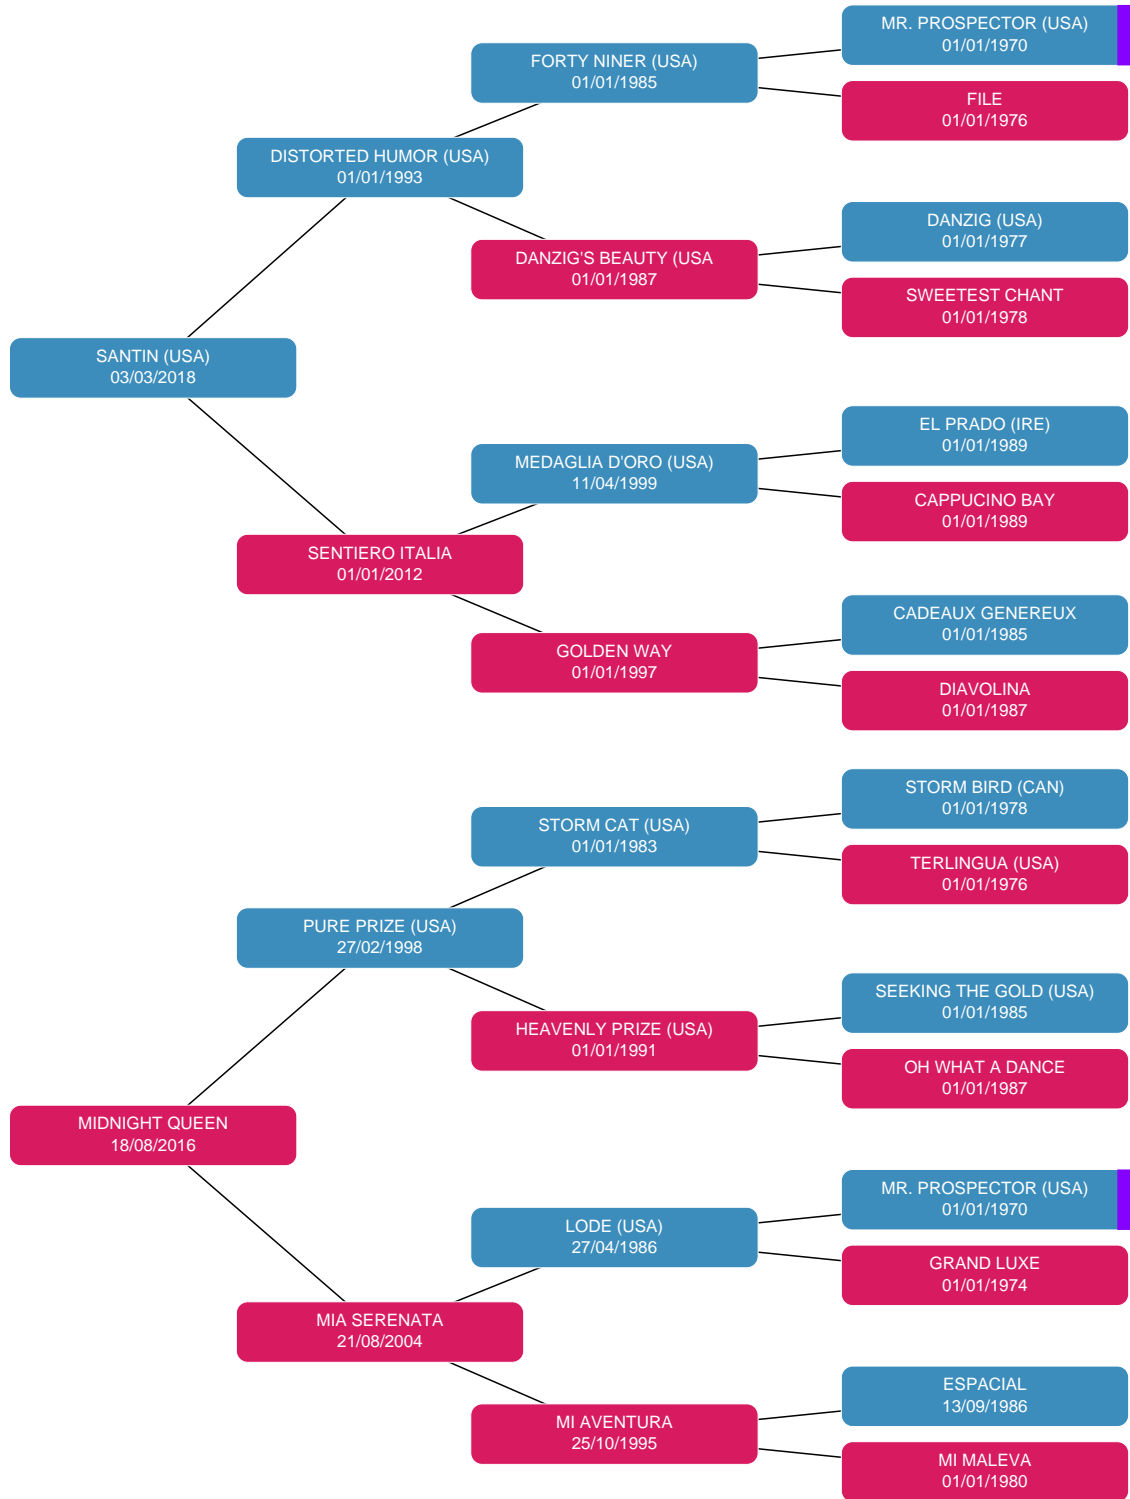 MR. PROSPECTOR (USA)
01/01/1970
FORTY NINER (USA)
01/01/1985
FILE
01/01/1976
DISTORTED HUMOR (USA)
01/01/1993
DANZIG (USA)
01/01/1977
DANZIG'S BEAUTY (USA
01/01/1987
SWEETEST CHANT
01/01/1978
SANTIN (USA)
03/03/2018
EL PRADO (IRE)
01/01/1989
MEDAGLIA D'ORO (USA)
11/04/1999
CAPPUCINO BAY
01/01/1989
SENTIERO ITALIA
01/01/2012
CADEAUX GENEREUX
01/01/1985
GOLDEN WAY
01/01/1997
DIAVOLINA
01/01/1987
STORM BIRD (CAN)
01/01/1978
STORM CAT (USA)
01/01/1983
TERLINGUA (USA)
01/01/1976
PURE PRIZE (USA)
27/02/1998
SEEKING THE GOLD (USA)
01/01/1985
HEAVENLY PRIZE (USA)
01/01/1991
OH WHAT A DANCE
01/01/1987
MIDNIGHT QUEEN
18/08/2016
MR. PROSPECTOR (USA)
01/01/1970
LODE (USA)
27/04/1986
GRAND LUXE
01/01/1974
MIA SERENATA
21/08/2004
ESPACIAL
13/09/1986
MI AVENTURA
25/10/1995
MI MALEVA
01/01/1980